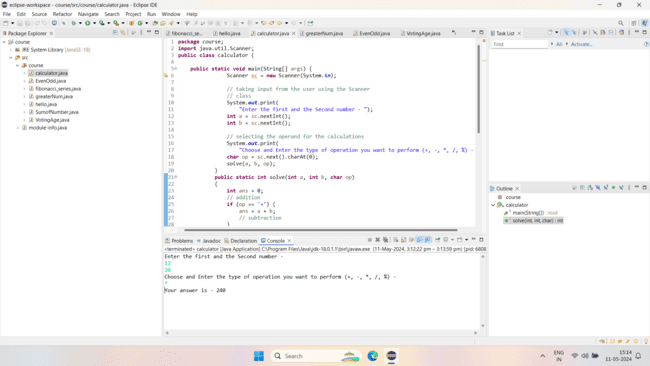 eclipse-workspace - course/src/course/calculator.java - Eclipse IDE
File Edit Source Refactor Navigate Search Project Run Window Help
Package Explorer
course
JRE System Library [JavaSE-18]
src
course
calculator.java
EvenOdd.java
fibonacci_series.java
greterNum.java
hello.java
SumofNumber.java
VotingAge.java
module-info.java
fibonacci_se... hello.java calculator.java greterNum.java EvenOdd.java VotingAge.java
1 package course;
2 import java.util.Scanner;
3 public class calculator {
4
5 public static void main(String[] args) {
6 Scanner sc = new Scanner(System.in);
7
8 // taking input from the user using the Scanner
9 // class
10 System.out.print(
11 "Enter the first and the Second number - ");
12 int a = sc.nextInt();
13 int b = sc.nextInt();
14
15 // selecting the operand for the calculations
16 System.out.print(
17 "Choose and Enter the type of operation you want to perform (+, -, *, /, %) -
18 char op = sc.next().charAt(0);
19 solve(a, b, op);
20 }
21 public static int solve(int a, int b, char op)
22 {
23 int ans = 0;
24 // addition
25 if (op == '+') {
26 ans = a + b;
27 // subtraction
28 }
Problems Javadoc Declaration Console
<terminated> calculator [Java Application] C:\Program Files\Java\jdk-18.0.1.1\bin\javaw.exe (11-May-2024, 3:12:22 pm – 3:13:59 pm) [pid: 6808
Enter the first and the Second number -
12
20
Choose and Enter the type of operation you want to perform (+, -, *, /, %) -
*
Your answer is - 240
Task List
Find
All
Activate...
Outline
course
calculator
main(String[]) : void
solve(int, int, char) : int
Search
ENG
IN
15:14
11-05-2024